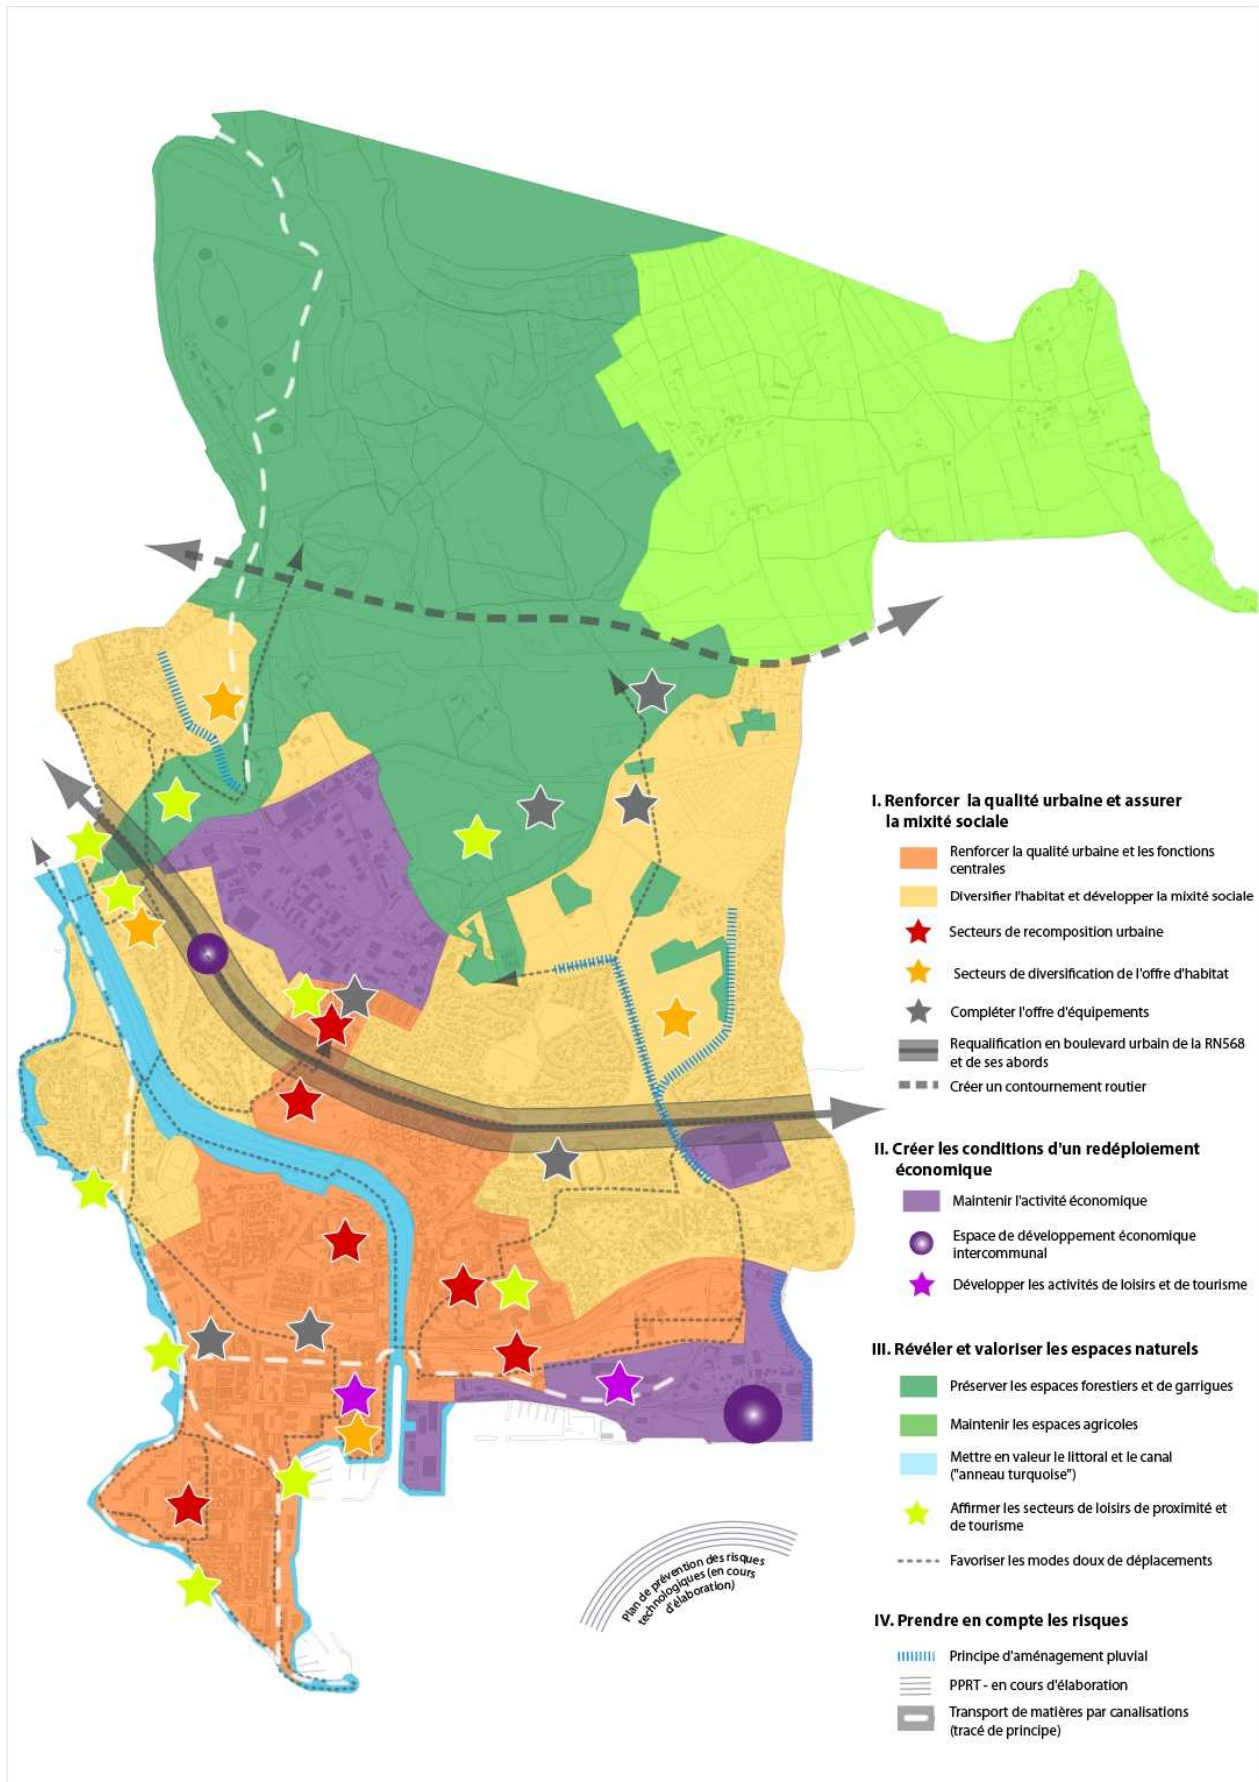 I. Renforcer la qualité urbaine et assurer
la mixité sociale
Renforcer la qualité urbaine et les fonctions
centrales
Diversifier l'habitat et développer la mixité sociale
Secteurs de recomposition urbaine
Secteurs de diversification de l'offre d'habitat
Compléter l'offre d'équipements
Requalification en boulevard urbain de la RN568
et de ses abords
Créer un contournement routier
II. Créer les conditions d'un redéploiement
économique
Maintenir l'activité économique
Espace de développement économique
intercommunal
Développer les activités de loisirs et de tourisme
III. Révéler et valoriser les espaces naturels
Préserver les espaces forestiers et de garrigues
Maintenir les espaces agricoles
Mettre en valeur le littoral et le canal
("anneau turquoise")
Affirmer les secteurs de loisirs de proximité et
de tourisme
Favoriser les modes doux de déplacements
Plan de prévention des risques
technologiques (en cours
d'élaboration)
IV. Prendre en compte les risques
Principe d'aménagement pluvial
PPRT - en cours d'élaboration
Transport de matières par canalisations
(tracé de principe)